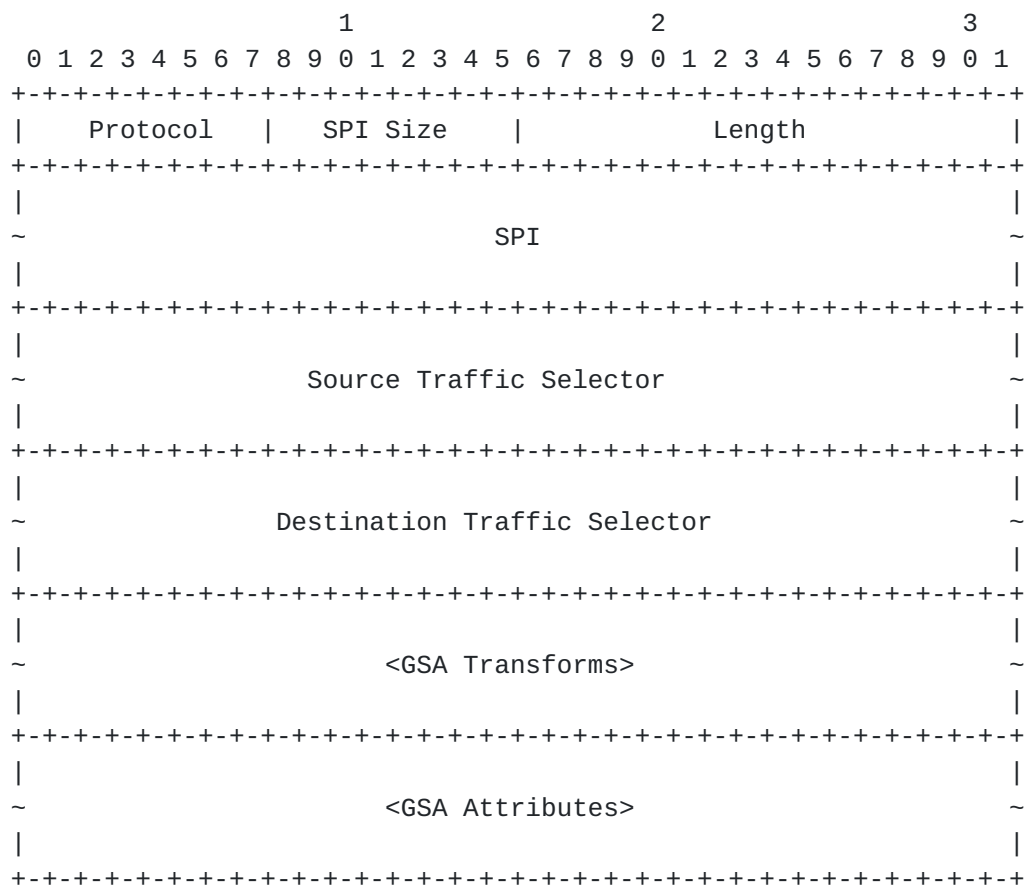 1                   2                   3
 0 1 2 3 4 5 6 7 8 9 0 1 2 3 4 5 6 7 8 9 0 1 2 3 4 5 6 7 8 9 0 1
+-+-+-+-+-+-+-+-+-+-+-+-+-+-+-+-+-+-+-+-+-+-+-+-+-+-+-+-+-+-+-+-+
|    Protocol   |   SPI Size    |            Length             |
+-+-+-+-+-+-+-+-+-+-+-+-+-+-+-+-+-+-+-+-+-+-+-+-+-+-+-+-+-+-+-+-+
|                                                               |
~                              SPI                              ~
|                                                               |
+-+-+-+-+-+-+-+-+-+-+-+-+-+-+-+-+-+-+-+-+-+-+-+-+-+-+-+-+-+-+-+-+
|                                                               |
~                  Source Traffic Selector                      ~
|                                                               |
+-+-+-+-+-+-+-+-+-+-+-+-+-+-+-+-+-+-+-+-+-+-+-+-+-+-+-+-+-+-+-+-+
|                                                               |
~                Destination Traffic Selector                   ~
|                                                               |
+-+-+-+-+-+-+-+-+-+-+-+-+-+-+-+-+-+-+-+-+-+-+-+-+-+-+-+-+-+-+-+-+
|                                                               |
~                       <GSA Transforms>                        ~
|                                                               |
+-+-+-+-+-+-+-+-+-+-+-+-+-+-+-+-+-+-+-+-+-+-+-+-+-+-+-+-+-+-+-+-+
|                                                               |
~                       <GSA Attributes>                        ~
|                                                               |
+-+-+-+-+-+-+-+-+-+-+-+-+-+-+-+-+-+-+-+-+-+-+-+-+-+-+-+-+-+-+-+-+